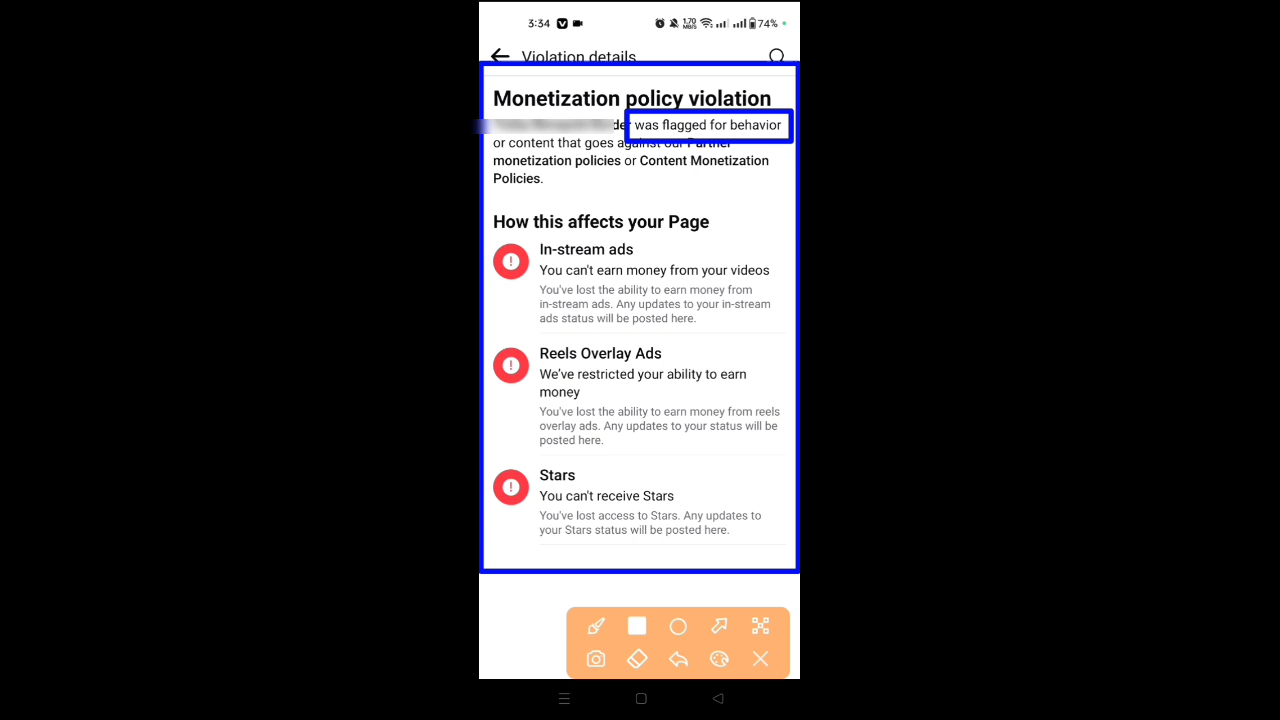 3:34 1.70 MB/S 74%
Violation details
Monetization policy violation
was flagged for behavior
or content that goes against our Partner
monetization policies or Content Monetization
Policies.
How this affects your Page
In-stream ads
You can't earn money from your videos
You've lost the ability to earn money from
in-stream ads. Any updates to your in-stream
ads status will be posted here.
Reels Overlay Ads
We've restricted your ability to earn
money
You've lost the ability to earn money from reels
overlay ads. Any updates to your status will be
posted here.
Stars
You can't receive Stars
You've lost access to Stars. Any updates to
your Stars status will be posted here.